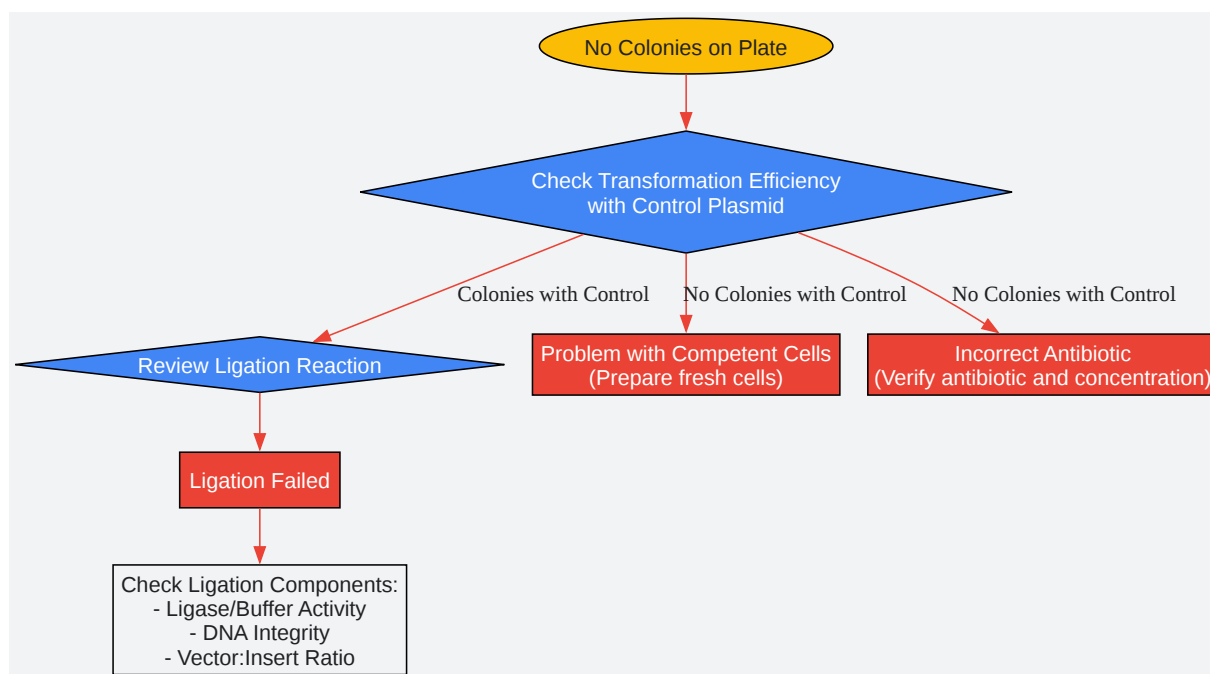 No Colonies on Plate
Check Transformation Efficiency
with Control Plasmid
Colonies with Control
No Colonies with Control
No Colonies with Control
Review Ligation Reaction
Problem with Competent Cells
(Prepare fresh cells)
Incorrect Antibiotic
(Verify antibiotic and concentration)
Ligation Failed
Check Ligation Components:
- Ligase/Buffer Activity
- DNA Integrity
- Vector:Insert Ratio